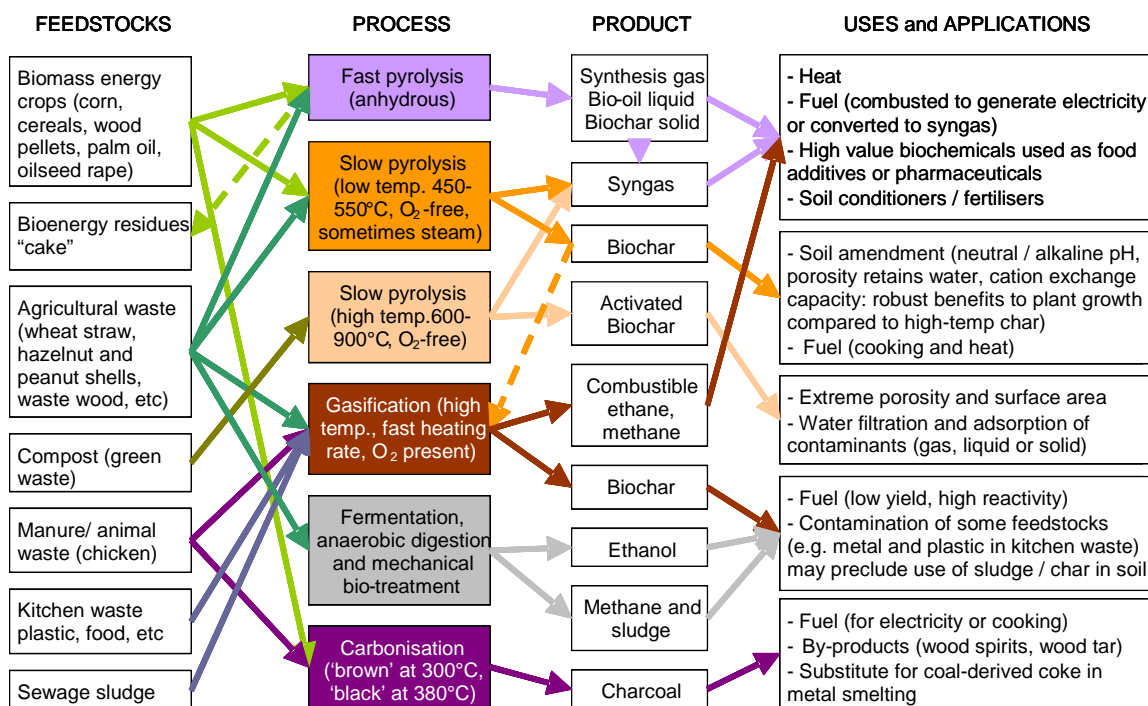 FEEDSTOCKS
PROCESS
PRODUCT
USES and APPLICATIONS
Biomass energy
crops (corn,
cereals, wood
pellets, palm oil,
oilseed rape)
Bioenergy residues
“cake”
Agricultural waste
(wheat straw,
hazelnut and
peanut shells,
waste wood, etc)
Compost (green
waste)
Manure/ animal
waste (chicken)
Kitchen waste
plastic, food, etc
Sewage sludge
Fast pyrolysis
(anhydrous)
Slow pyrolysis
(low temp. 450-
550°C, O₂-free,
sometimes steam)
Slow pyrolysis
(high temp.600-
900°C, O₂-free)
Gasification (high
temp., fast heating
rate, O₂ present)
Fermentation,
anaerobic digestion
and mechanical
bio-treatment
Carbonisation
(‘brown’ at 300°C,
‘black’ at 380°C)
Synthesis gas
Bio-oil liquid
Biochar solid
Syngas
Biochar
Activated
Biochar
Combustible
ethane,
methane
Biochar
Ethanol
Methane and
sludge
Charcoal
- Heat
- Fuel (combusted to generate electricity
or converted to syngas)
- High value biochemicals used as food
additives or pharmaceuticals
- Soil conditioners / fertilisers
- Soil amendment (neutral / alkaline pH,
porosity retains water, cation exchange
capacity: robust benefits to plant growth
compared to high-temp char)
- Fuel (cooking and heat)
- Extreme porosity and surface area
- Water filtration and adsorption of
contaminants (gas, liquid or solid)
- Fuel (low yield, high reactivity)
- Contamination of some feedstocks
(e.g. metal and plastic in kitchen waste)
may preclude use of sludge / char in soil
- Fuel (for electricity or cooking)
- By-products (wood spirits, wood tar)
- Substitute for coal-derived coke in
metal smelting